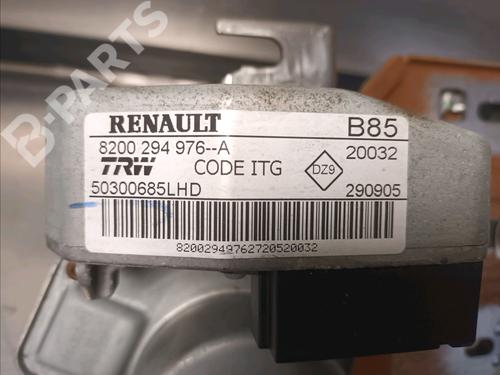 B-PARTS
RENAULT B85
8200 294 976--A 20032
TRW CODE ITG DZ9
50300685LHD 290905
82002949762720520032